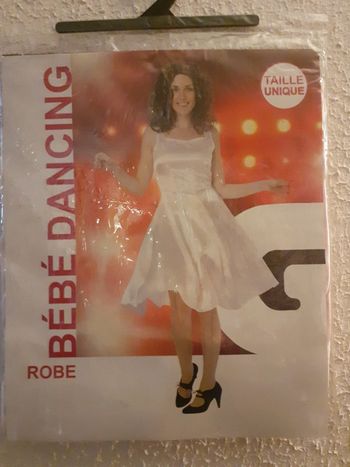 TAILLE
UNIQUE
BÉBÉ DANCING
ROBE